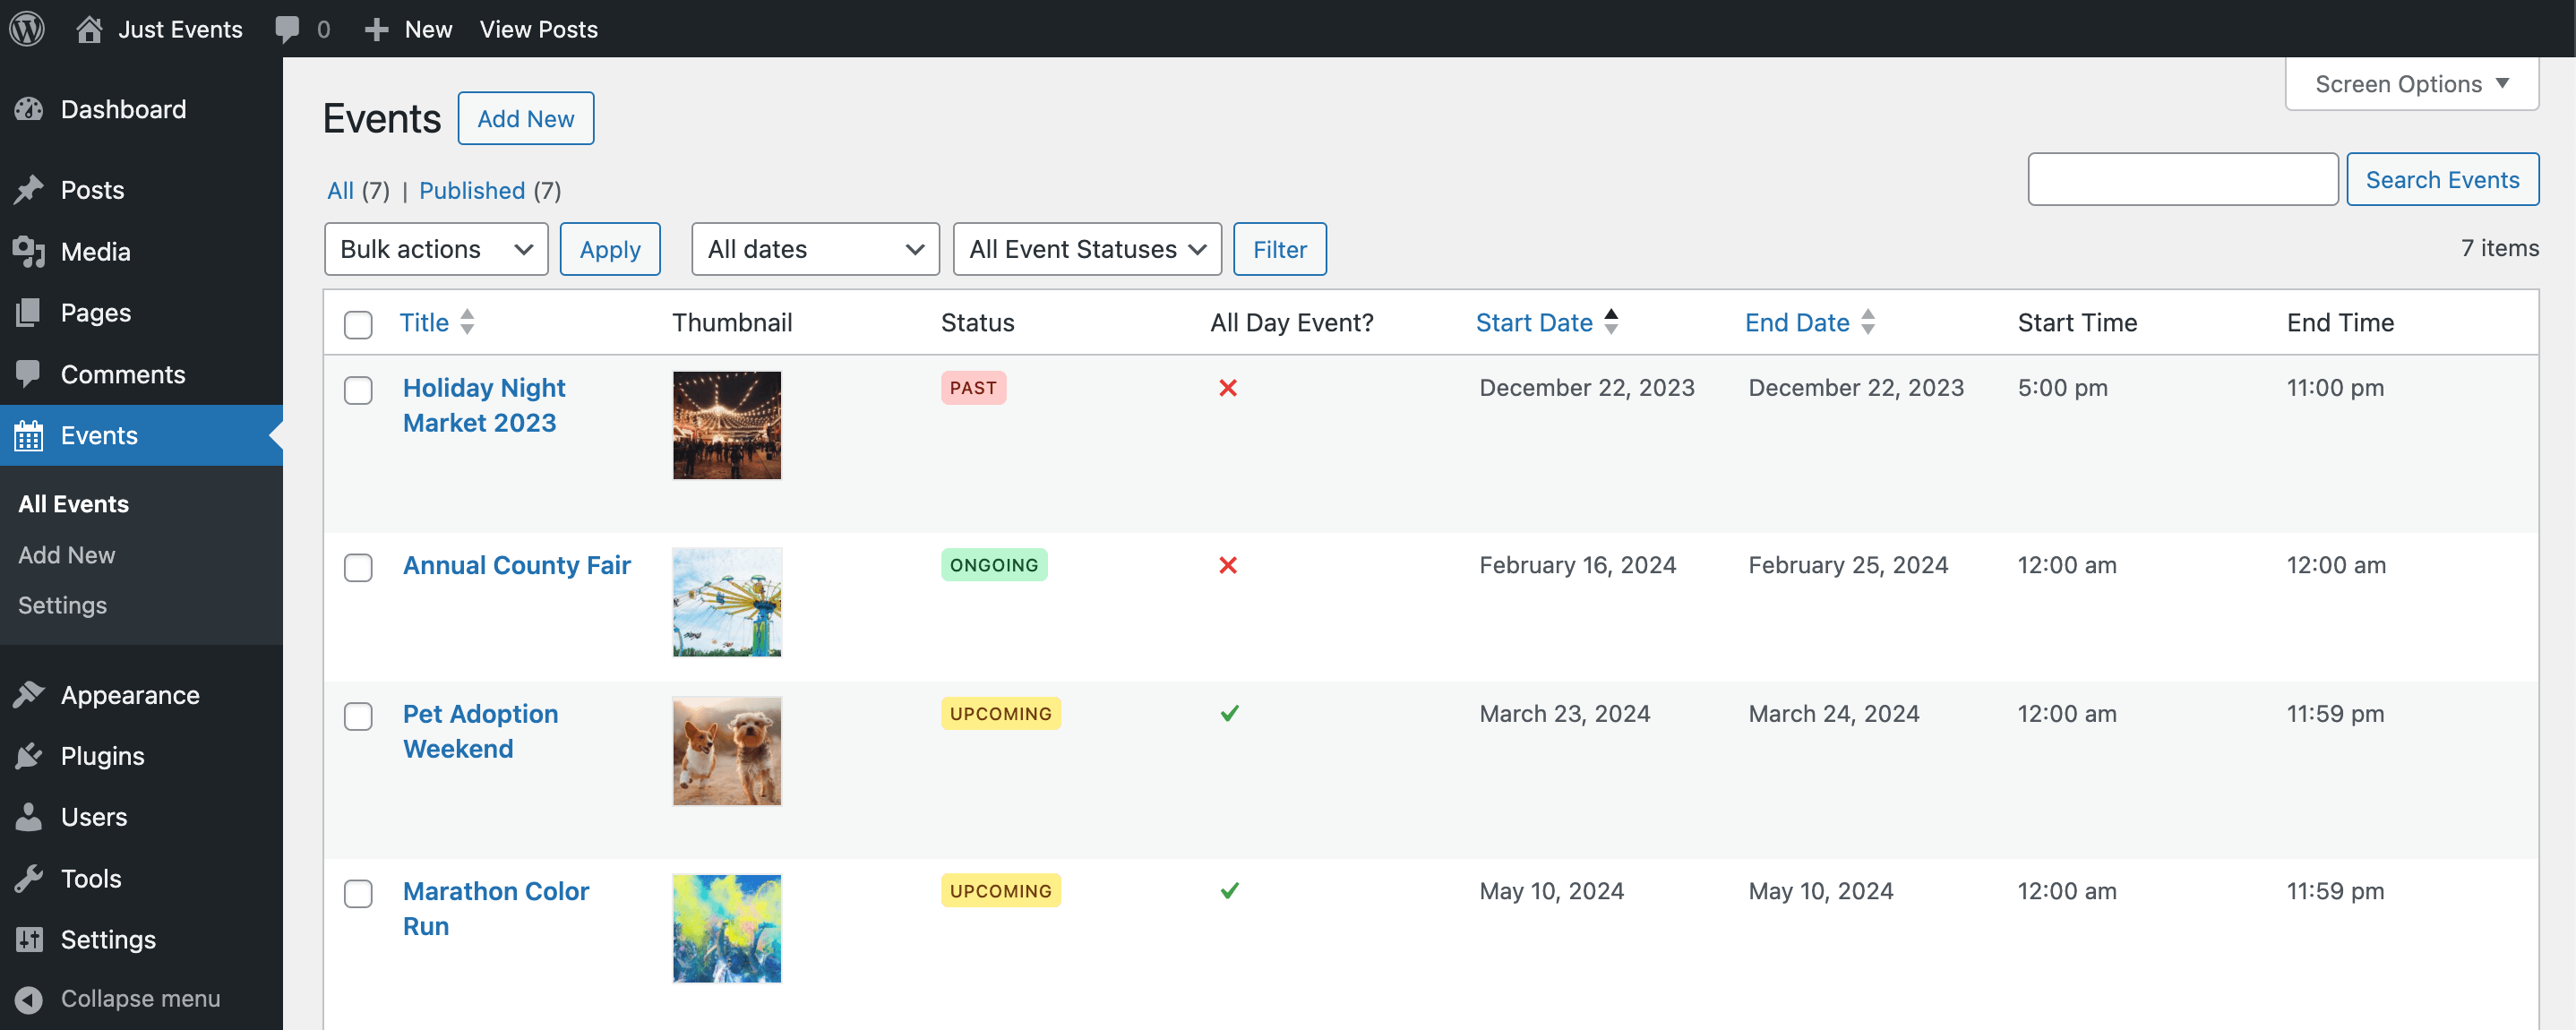 Just Events 0 New View Posts
Dashboard
Posts
Media
Pages
Comments
Events
All Events
Add New
Settings
Appearance
Plugins
Users
Tools
Settings
Collapse menu
Screen Options
Events Add New
Search Events
All (7) | Published (7)
Bulk actions Apply All dates All Event Statuses Filter 7 items
Title Thumbnail Status All Day Event? Start Date End Date Start Time End Time
Holiday Night PAST December 22, 2023 December 22, 2023 5:00 pm 11:00 pm
Market 2023
Annual County Fair ONGOING February 16, 2024 February 25, 2024 12:00 am 12:00 am
Pet Adoption UPCOMING March 23, 2024 March 24, 2024 12:00 am 11:59 pm
Weekend
Marathon Color UPCOMING May 10, 2024 May 10, 2024 12:00 am 11:59 pm
Run